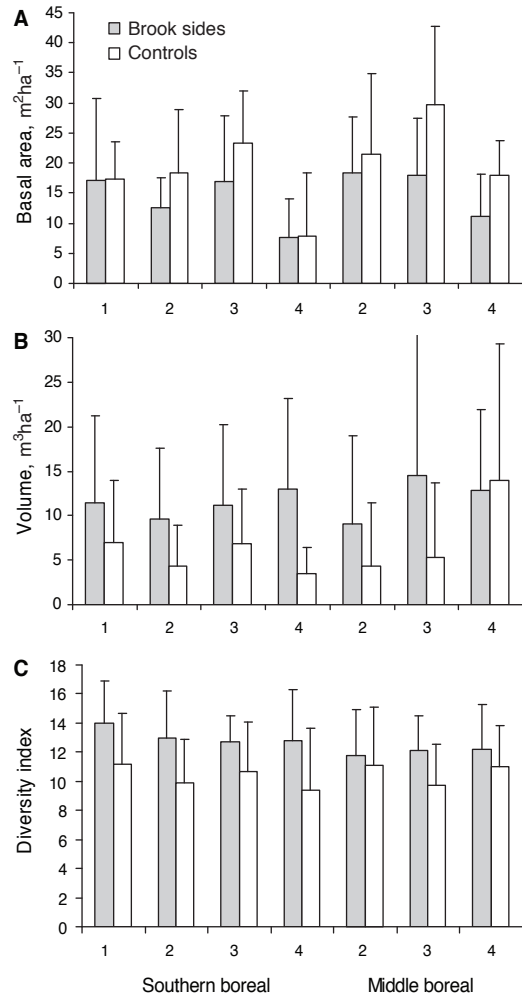 A
Brook sides
Controls
Basal area, m²ha⁻¹
45
40
35
30
25
20
15
10
5
0
1 2 3 4 2 3 4
B
Volume, m³ha⁻¹
30
25
20
15
10
5
0
1 2 3 4 2 3 4
C
Diversity index
18
16
14
12
10
8
6
4
2
0
1 2 3 4 2 3 4
Southern boreal Middle boreal